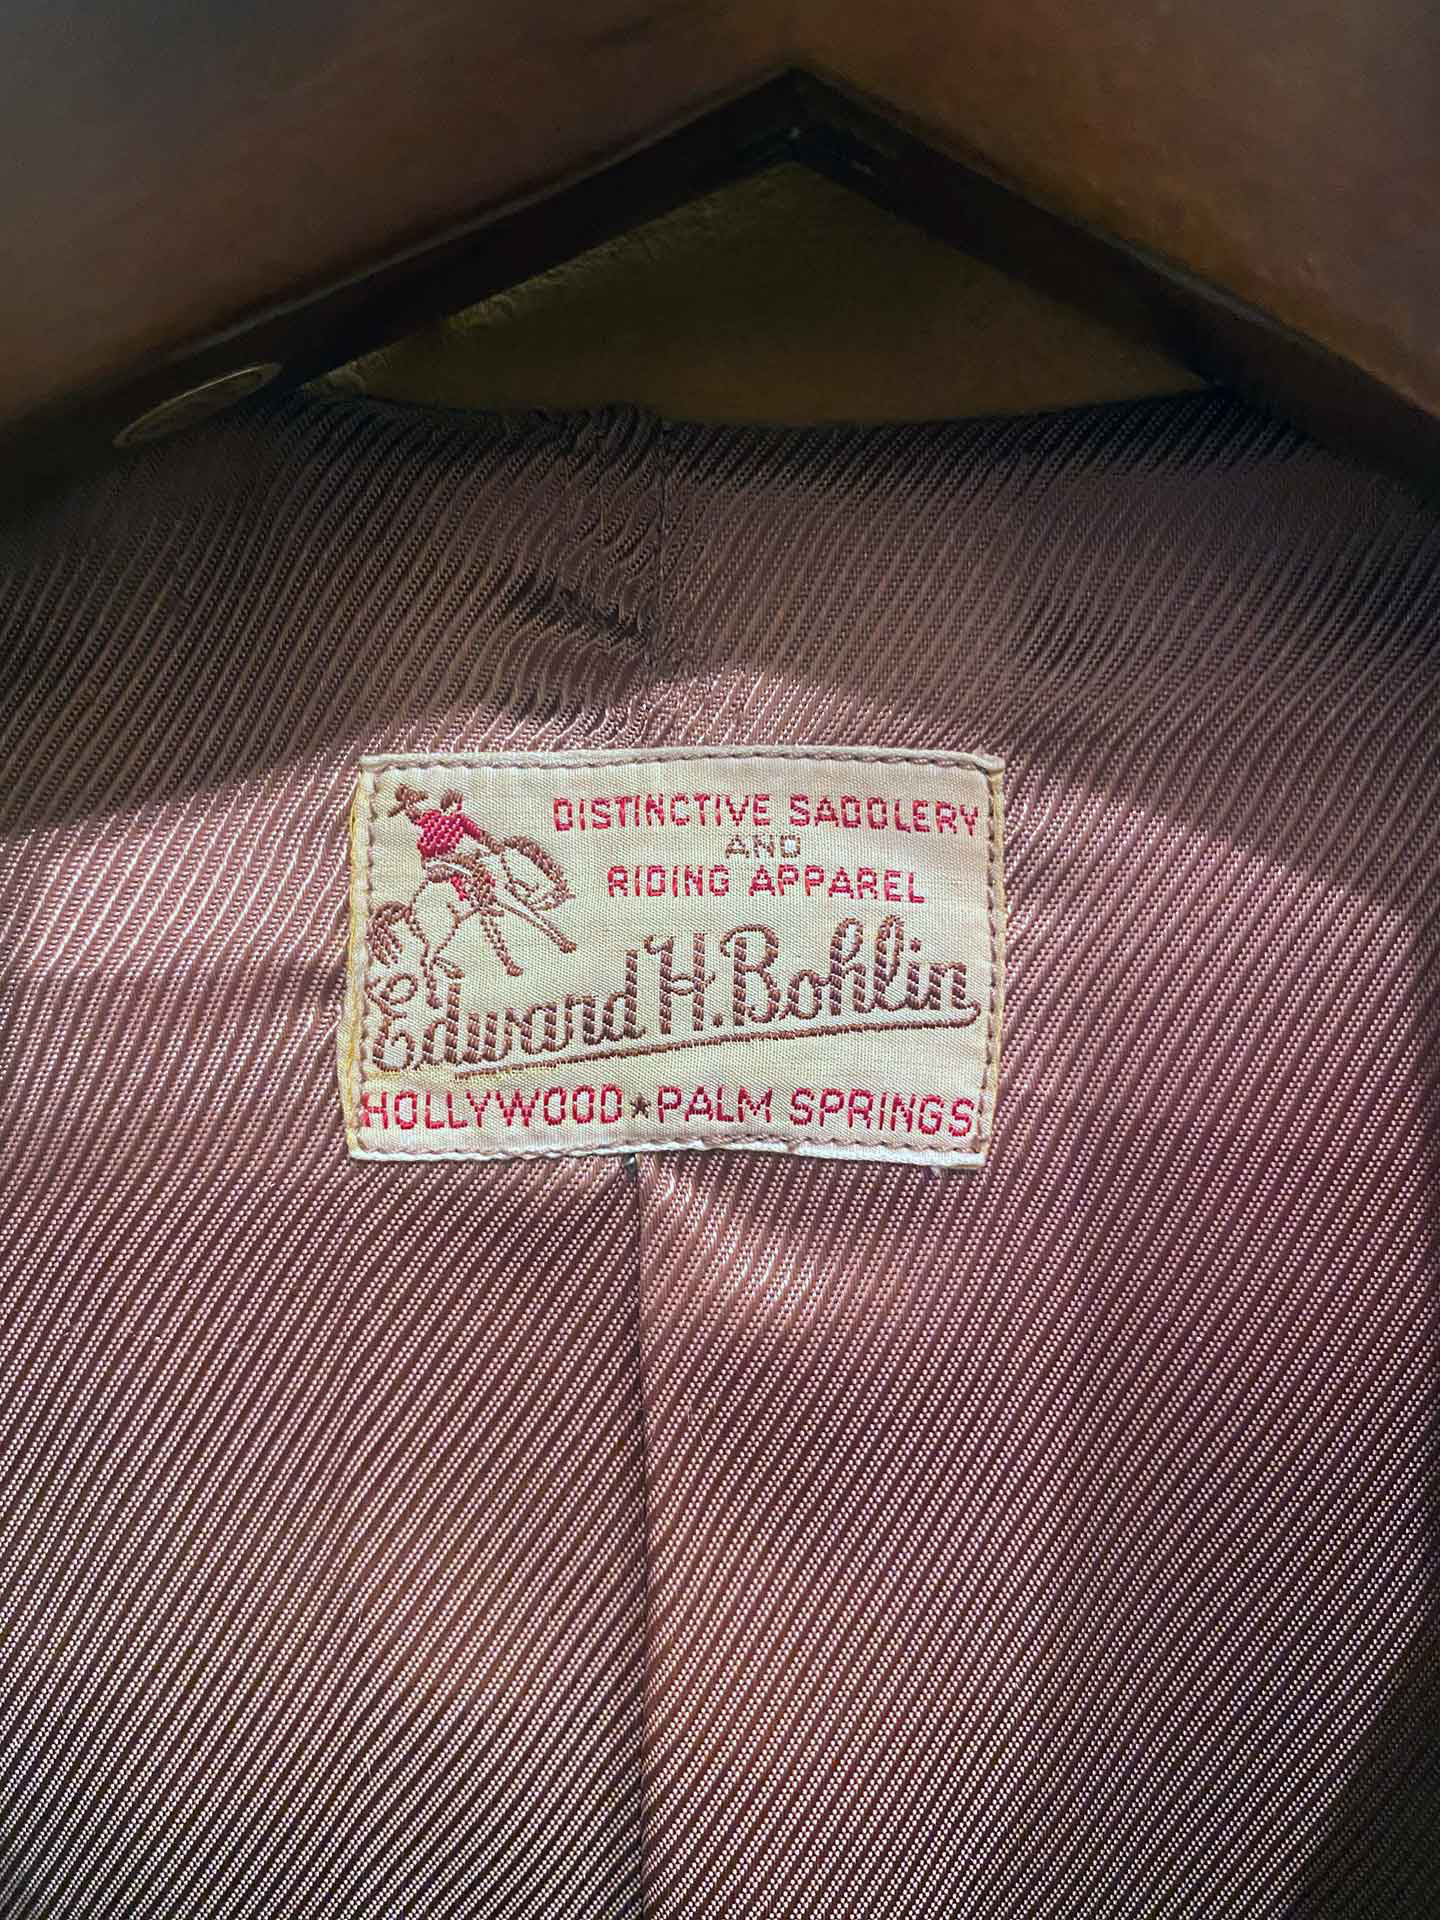 DISTINCTIVE SADDLERY
AND
RIDING APPAREL
Edward H. Bohlin
HOLLYWOOD ★ PALM SPRINGS